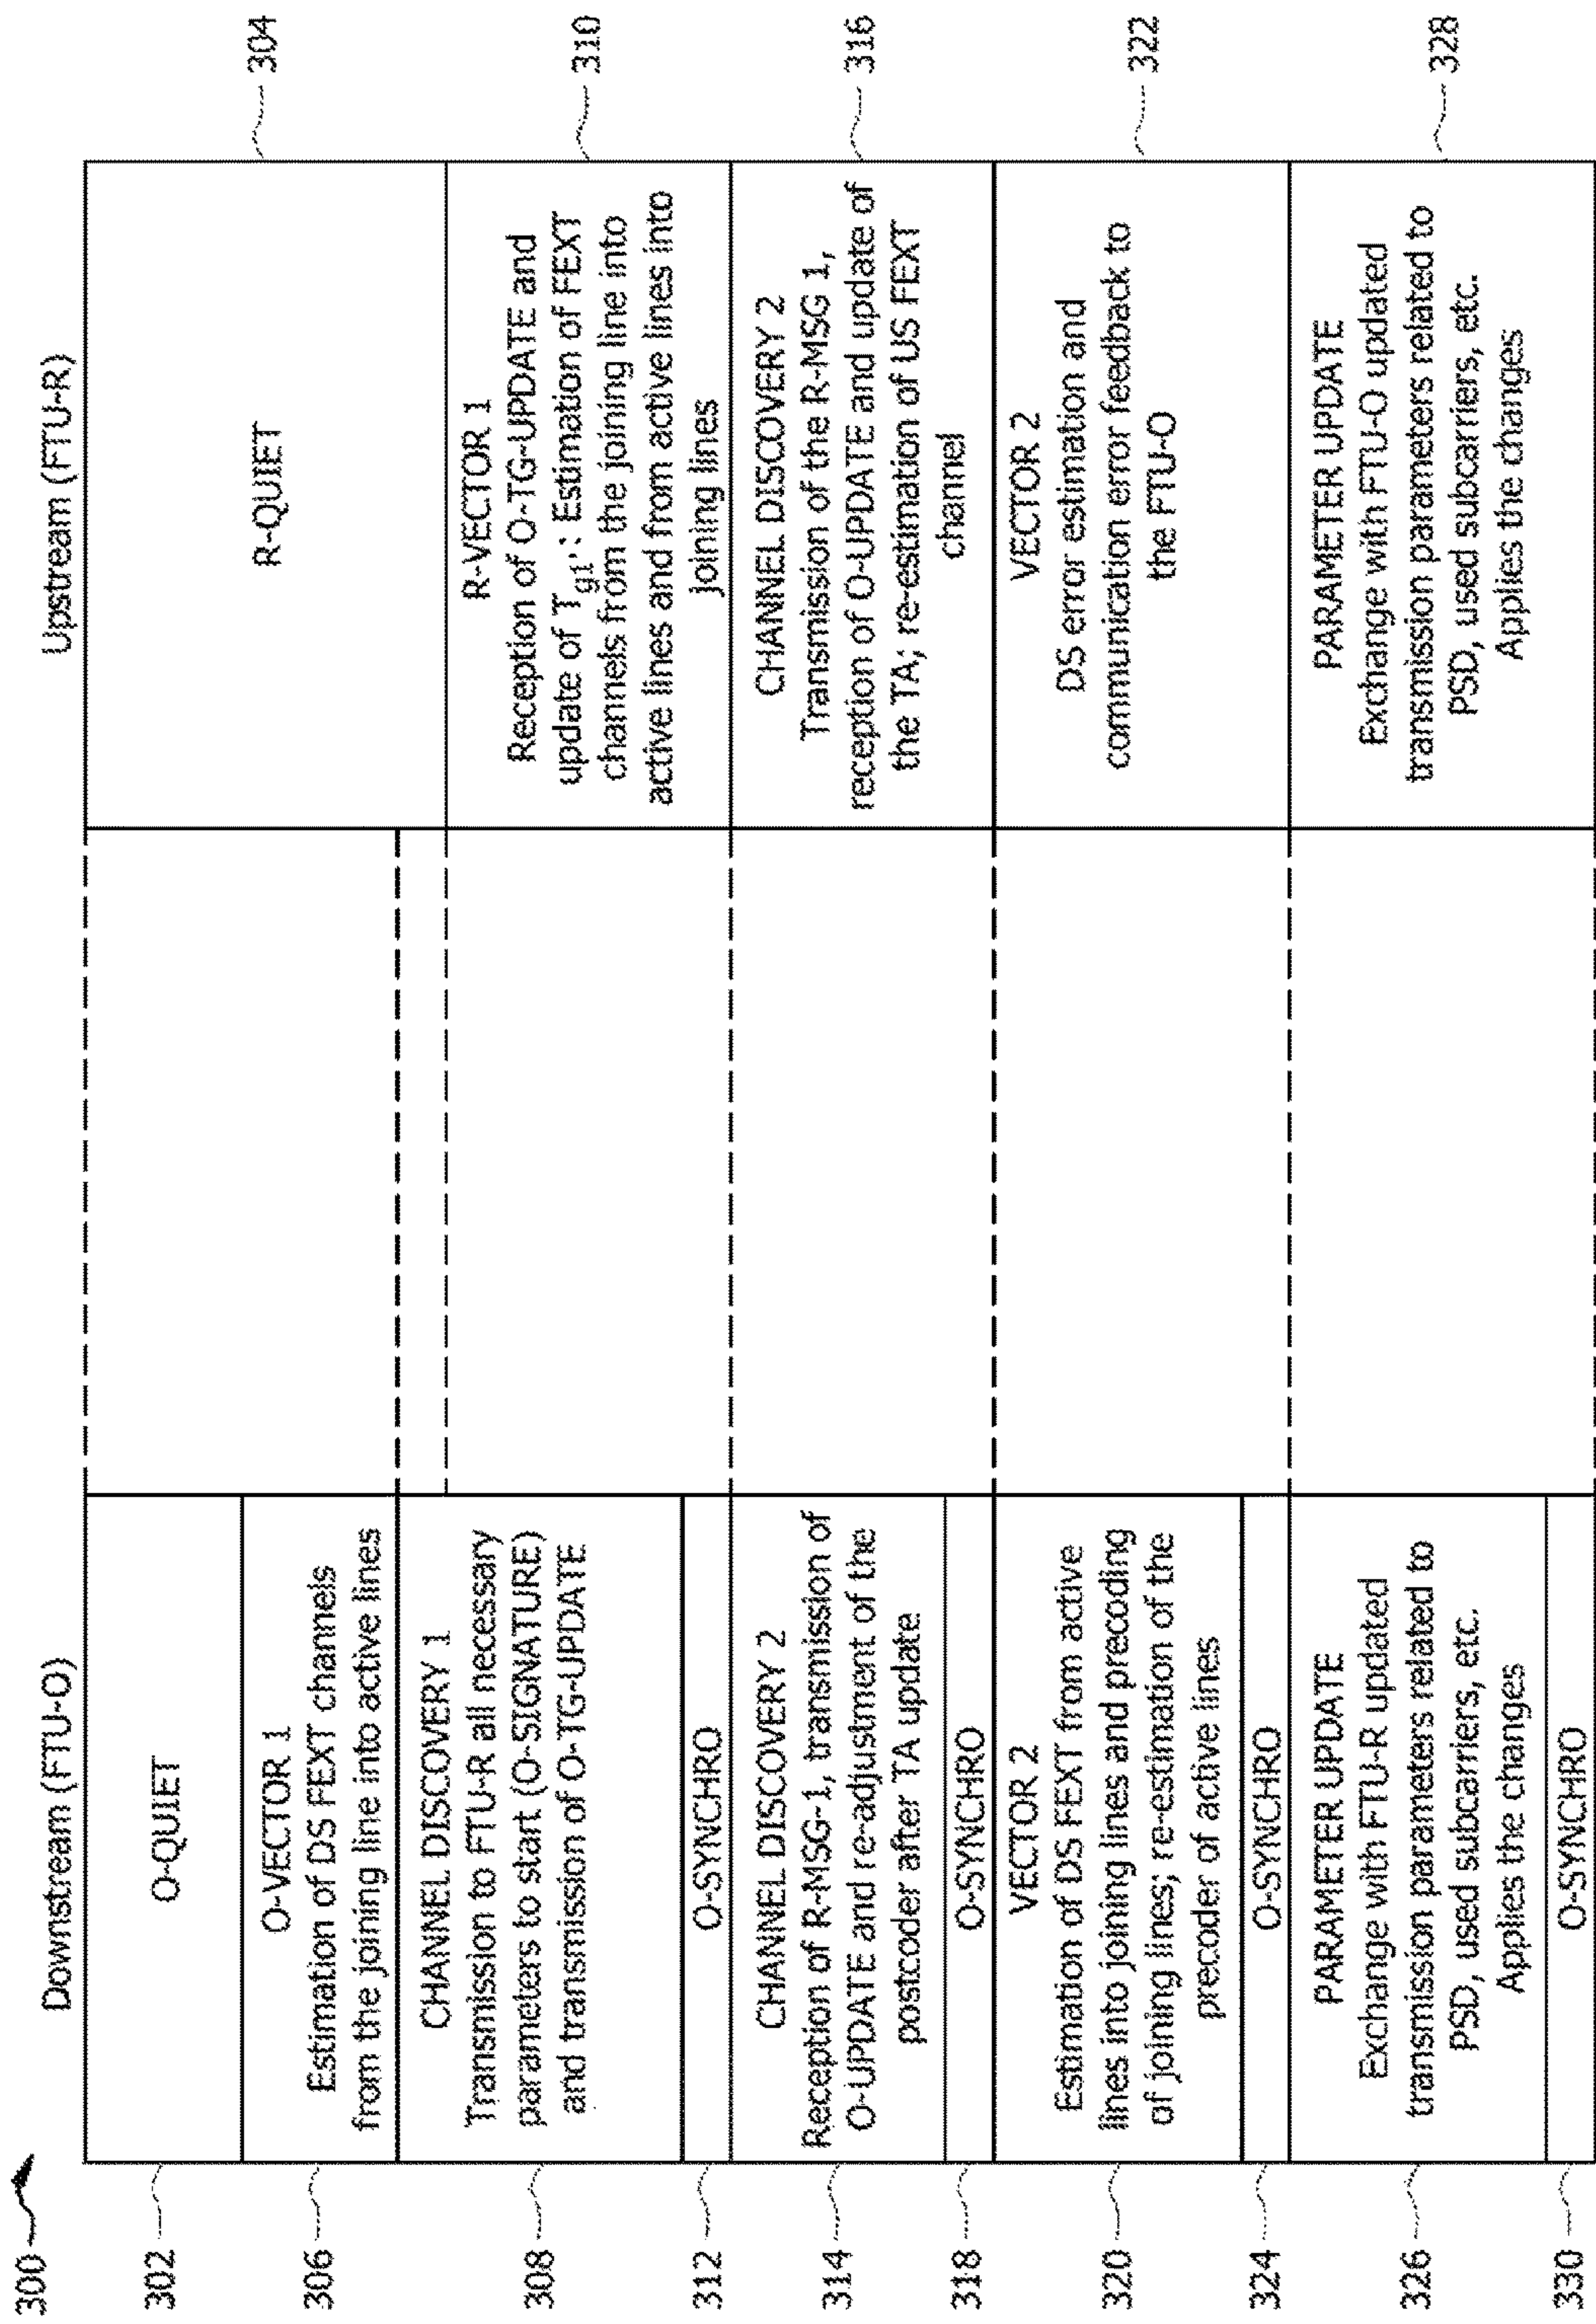 300
Downstream (FTU-O)
Upstream (FTU-R)
302
O-QUIET
R-QUIET
304
306
O-VECTOR 1
Estimation of DS FEXT channels
from the joining line into active lines
308
CHANNEL DISCOVERY 1
Transmission to FTU-R all necessary
parameters to start (O-SIGNATURE)
and transmission of O-TG-UPDATE
R-VECTOR 1
Reception of O-TG-UPDATE and
update of Tg1': Estimation of FEXT
channels from the joining line into
active lines and from active lines into
joining lines
310
312
O-SYNCHRO
314
CHANNEL DISCOVERY 2
Reception of R-MSG-1, transmission of
O-UPDATE and re-adjustment of the
postcoder after TA update
CHANNEL DISCOVERY 2
Transmission of the R-MSG 1,
reception of O-UPDATE and update of
the TA; re-estimation of US FEXT
channel
316
318
O-SYNCHRO
320
VECTOR 2
Estimation of DS FEXT from active
lines into joining lines and precoding
of joining lines; re-estimation of the
precoder of active lines
VECTOR 2
DS error estimation and
communication error feedback to
the FTU-O
322
324
O-SYNCHRO
326
PARAMETER UPDATE
Exchange with FTU-R updated
transmission parameters related to
PSD, used subcarriers, etc.
Applies the changes
PARAMETER UPDATE
Exchange with FTU-O updated
transmission parameters related to
PSD, used subcarriers, etc.
Applies the changes
328
330
O-SYNCHRO